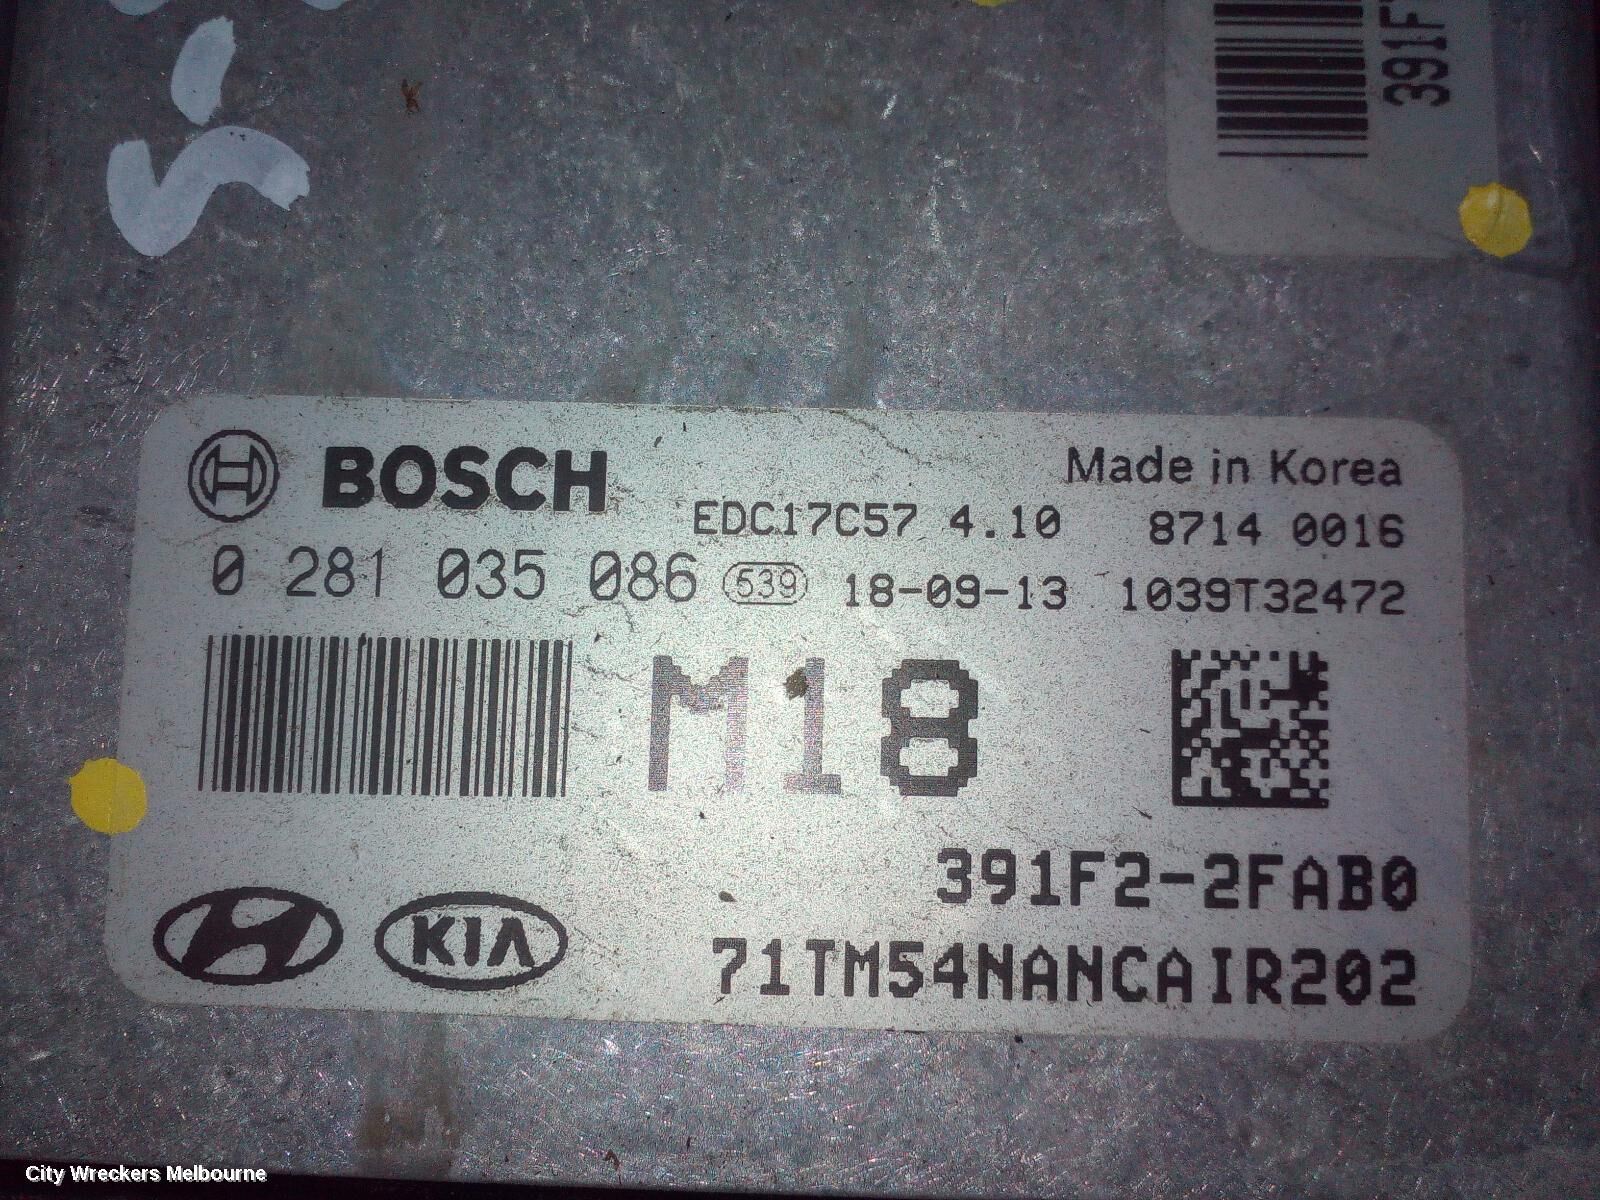 391F
BOSCH
Made in Korea
EDC17C57 4.10 8714 0016
0 281 035 086 539 18-09-13 1039T32472
M18
391F2-2FAB0
KIA 71TM54NANCAIR202
City Wreckers Melbourne